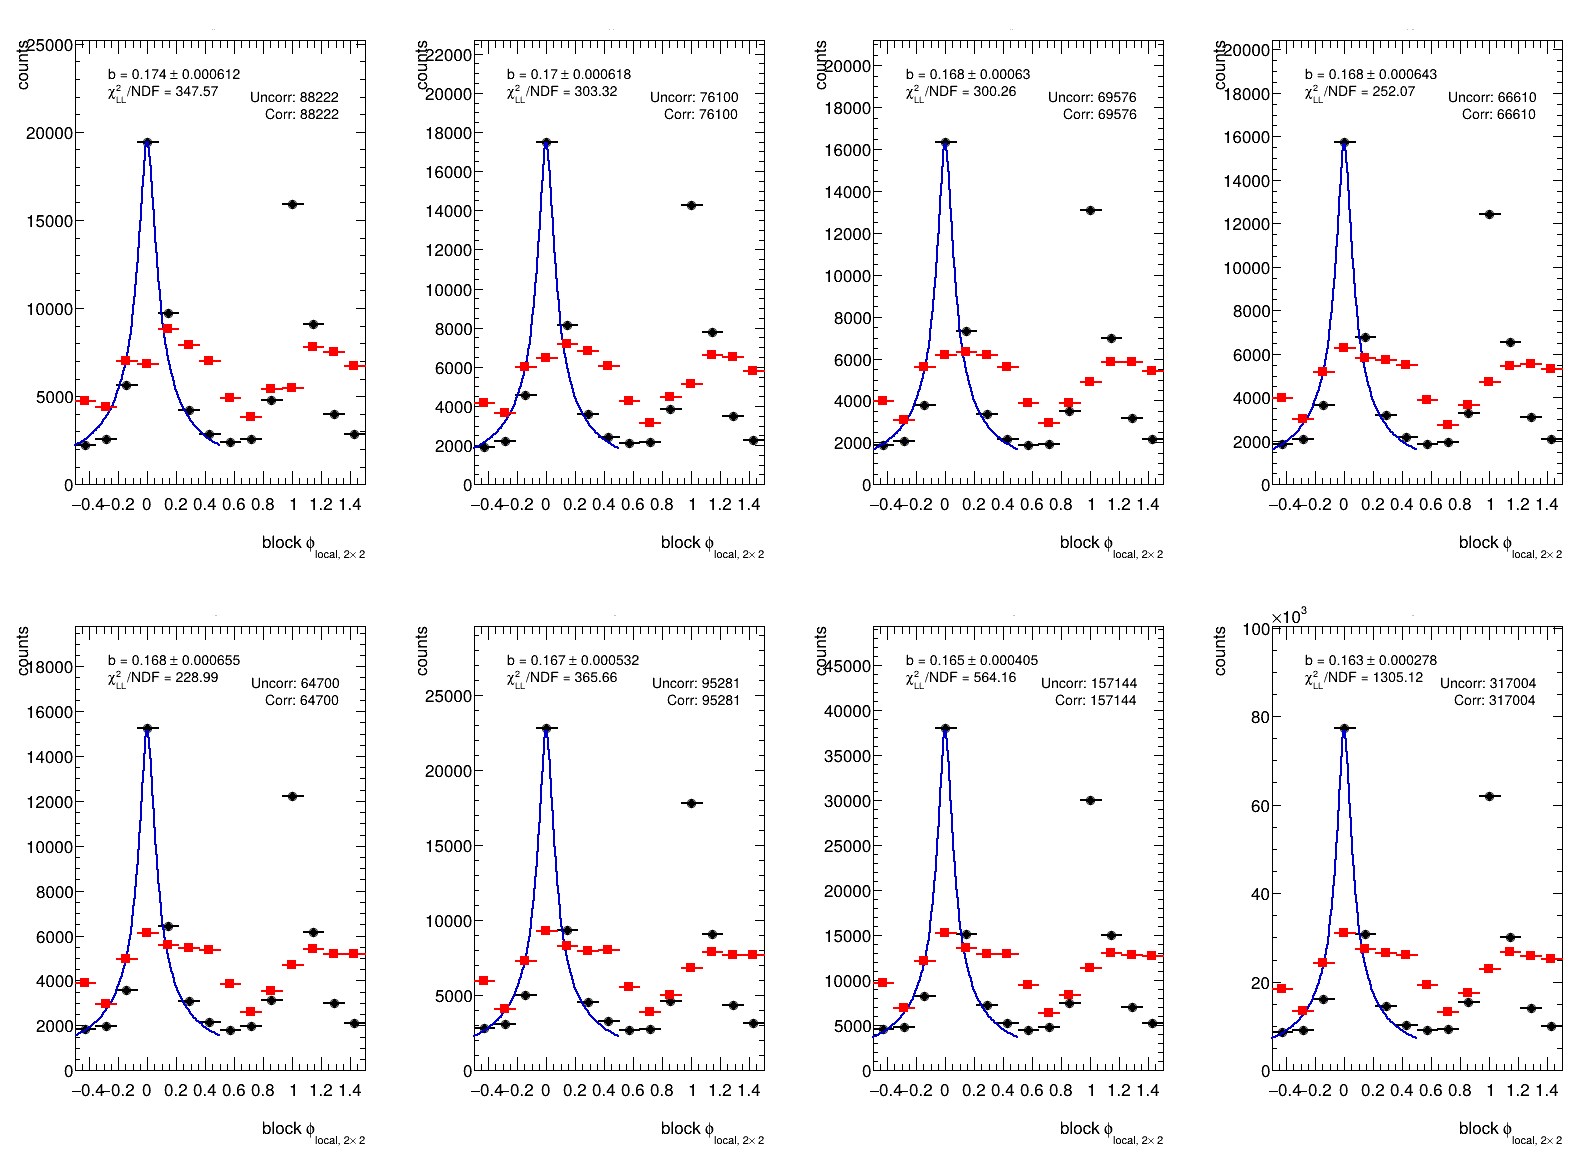 counts
b = 0.174 ± 0.000612
χ²LL/NDF = 347.57
Uncorr: 88222
Corr: 88222
25000
20000
15000
10000
5000
0
−0.4 −0.2 0 0.2 0.4 0.6 0.8 1 1.2 1.4
block ϕlocal, 2×2
counts
b = 0.17 ± 0.000618
χ²LL/NDF = 303.32
Uncorr: 76100
Corr: 76100
22000
20000
18000
16000
14000
12000
10000
8000
6000
4000
2000
0
−0.4 −0.2 0 0.2 0.4 0.6 0.8 1 1.2 1.4
block ϕlocal, 2×2
counts
b = 0.168 ± 0.00063
χ²LL/NDF = 300.26
Uncorr: 69576
Corr: 69576
20000
18000
16000
14000
12000
10000
8000
6000
4000
2000
0
−0.4 −0.2 0 0.2 0.4 0.6 0.8 1 1.2 1.4
block ϕlocal, 2×2
counts
b = 0.168 ± 0.000643
χ²LL/NDF = 252.07
Uncorr: 66610
Corr: 66610
20000
18000
16000
14000
12000
10000
8000
6000
4000
2000
0
−0.4 −0.2 0 0.2 0.4 0.6 0.8 1 1.2 1.4
block ϕlocal, 2×2
counts
b = 0.168 ± 0.000655
χ²LL/NDF = 228.99
Uncorr: 64700
Corr: 64700
18000
16000
14000
12000
10000
8000
6000
4000
2000
0
−0.4 −0.2 0 0.2 0.4 0.6 0.8 1 1.2 1.4
block ϕlocal, 2×2
counts
b = 0.167 ± 0.000532
χ²LL/NDF = 365.66
Uncorr: 95281
Corr: 95281
25000
20000
15000
10000
5000
0
−0.4 −0.2 0 0.2 0.4 0.6 0.8 1 1.2 1.4
block ϕlocal, 2×2
counts
b = 0.165 ± 0.000405
χ²LL/NDF = 564.16
Uncorr: 157144
Corr: 157144
45000
40000
35000
30000
25000
20000
15000
10000
5000
0
−0.4 −0.2 0 0.2 0.4 0.6 0.8 1 1.2 1.4
block ϕlocal, 2×2
×10³
counts
b = 0.163 ± 0.000278
χ²LL/NDF = 1305.12
Uncorr: 317004
Corr: 317004
100
80
60
40
20
0
−0.4 −0.2 0 0.2 0.4 0.6 0.8 1 1.2 1.4
block ϕlocal, 2×2